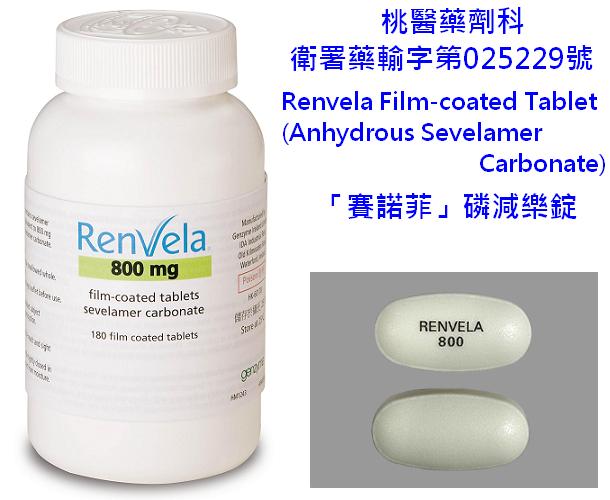 桃醫藥劑科
衛署藥輸字第025229號
Renvela Film-coated Tablet
(Anhydrous Sevelamer
Carbonate)
「賽諾菲」磷減樂錠
Renvela
800 mg
film-coated tablets
sevelamer carbonate
180 film coated tablets
genzyme
HM1243
RENVELA
800